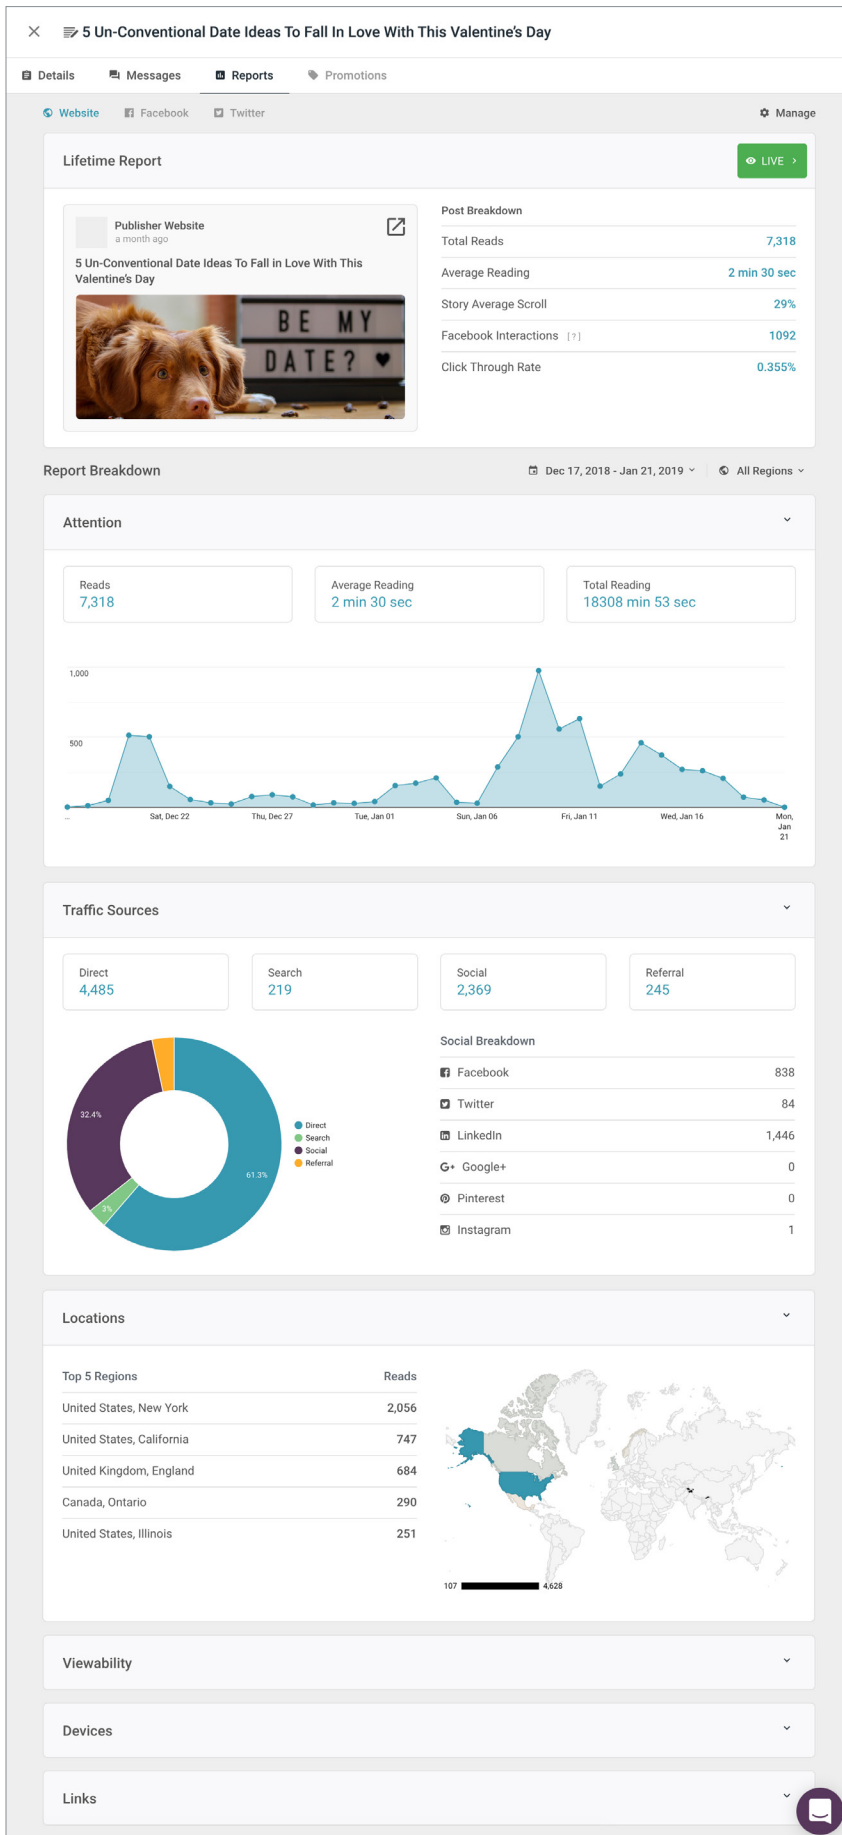 5 Un-Conventional Date Ideas To Fall In Love With This Valentine's Day
Details Messages Reports Promotions
Website Facebook Twitter Manage
Lifetime Report
LIVE
Publisher Website
a month ago
5 Un-Conventional Date Ideas To Fall in Love With This
Valentine's Day
BE MY
DATE? ♥
Post Breakdown
Total Reads 7,318
Average Reading 2 min 30 sec
Story Average Scroll 29%
Facebook Interactions [?] 1092
Click Through Rate 0.355%
Report Breakdown
Dec 17, 2018 - Jan 21, 2019 All Regions
Attention
Reads
7,318
Average Reading
2 min 30 sec
Total Reading
18308 min 53 sec
1,000
500
... Sat, Dec 22 Thu, Dec 27 Tue, Jan 01 Sun, Jan 06 Fri, Jan 11 Wed, Jan 16 Mon,
Jan
21
Traffic Sources
Direct
4,485
Search
219
Social
2,369
Referral
245
32.4%
3%
61.3%
Direct
Search
Social
Referral
Social Breakdown
Facebook 838
Twitter 84
LinkedIn 1,446
G+ Google+ 0
Pinterest 0
Instagram 1
Locations
Top 5 Regions Reads
United States, New York 2,056
United States, California 747
United Kingdom, England 684
Canada, Ontario 290
United States, Illinois 251
107 4,628
Viewability
Devices
Links